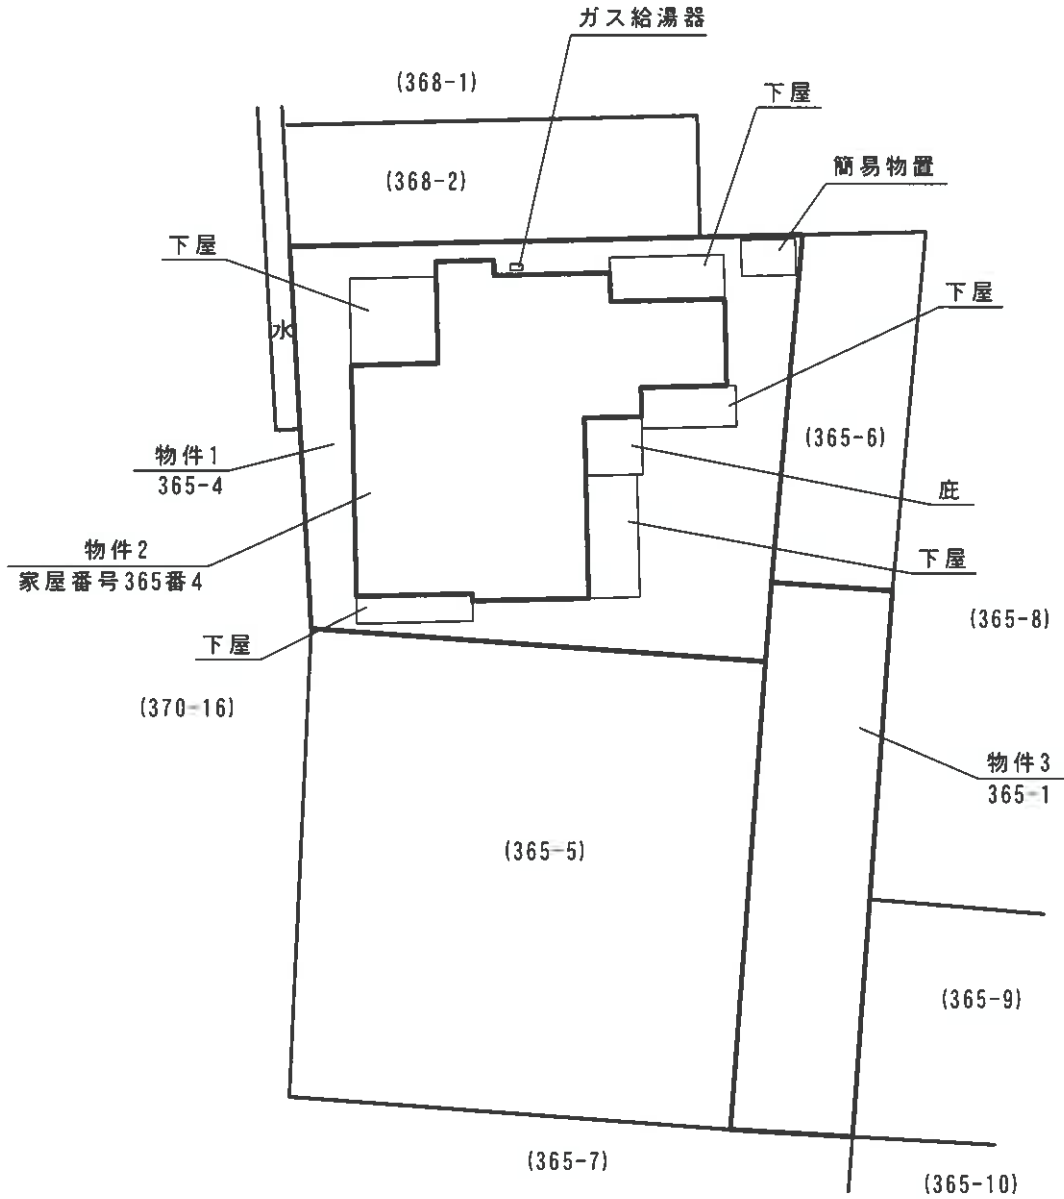 ガス給湯器
(368-1)
下屋
(368-2)
簡易物置
下屋
下屋
水
(365-6)
物件1
365-4
庇
物件2
家屋番号365番4
下屋
(365-8)
下屋
(370-16)
物件3
365-1
(365-5)
(365-9)
(365-7)
(365-10)